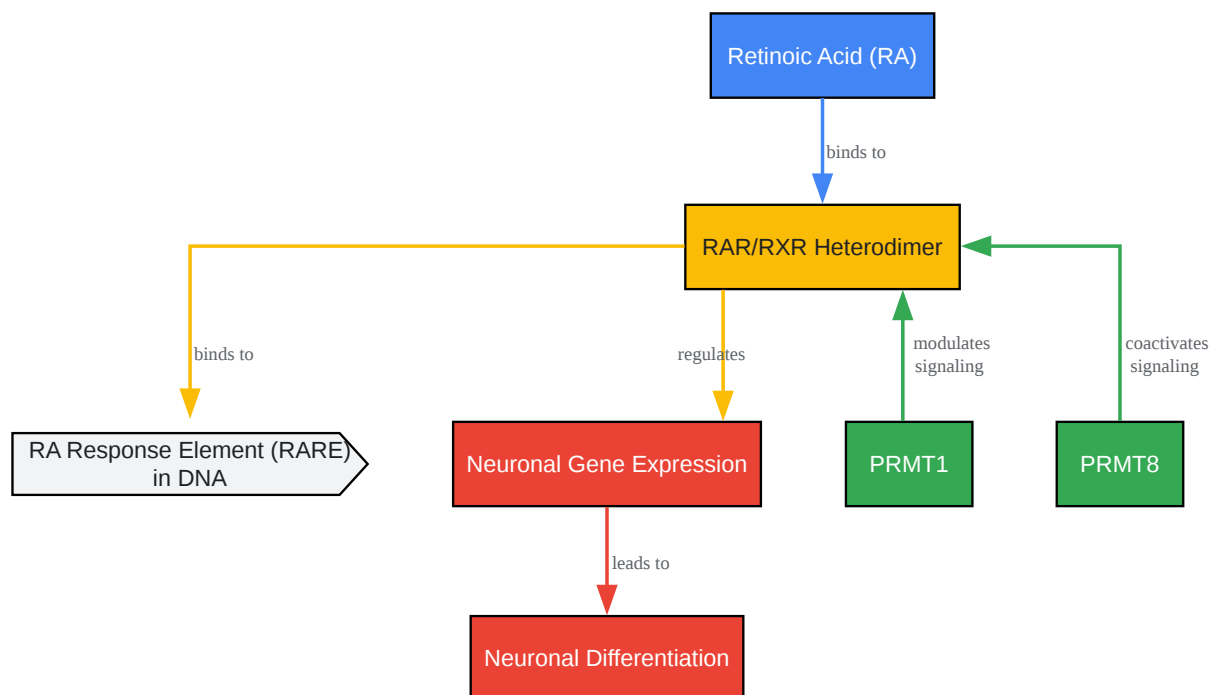 Retinoic Acid (RA)
binds to
RAR/RXR Heterodimer
binds to
regulates
modulates
signaling
coactivates
signaling
RA Response Element (RARE)
in DNA
Neuronal Gene Expression
PRMT1
PRMT8
leads to
Neuronal Differentiation